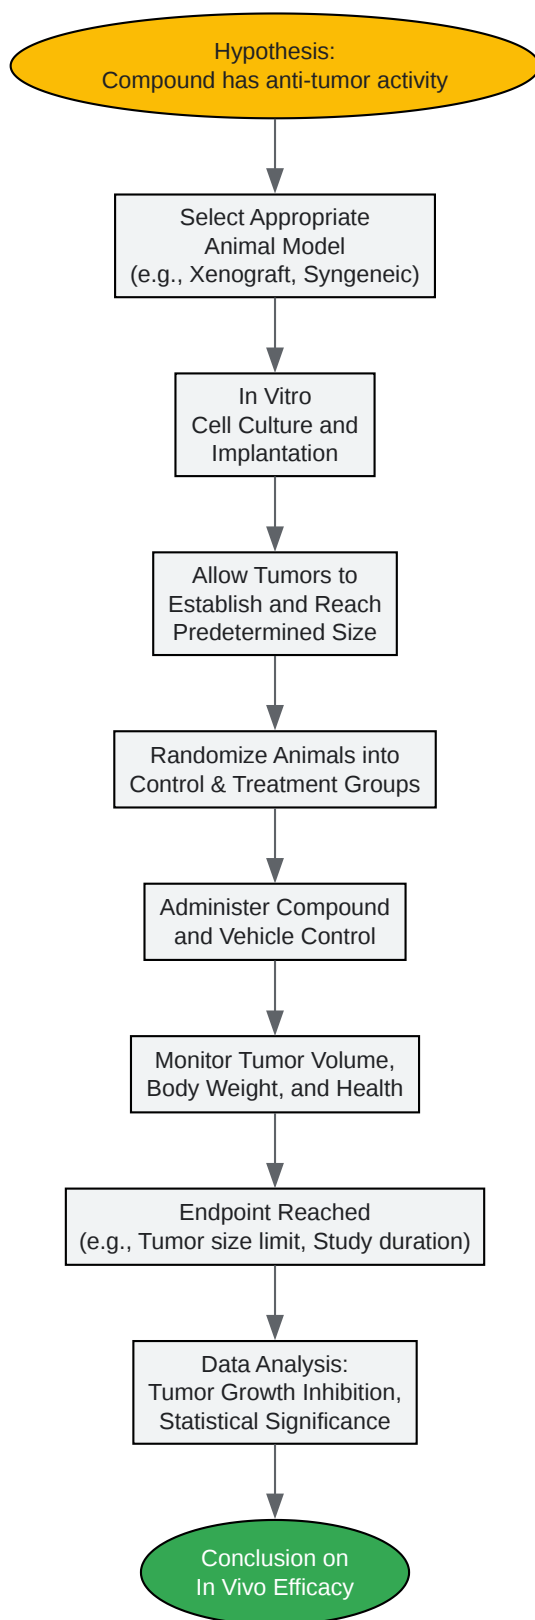 Hypothesis:
Compound has anti-tumor activity
Select Appropriate
Animal Model
(e.g., Xenograft, Syngeneic)
In Vitro
Cell Culture and
Implantation
Allow Tumors to
Establish and Reach
Predetermined Size
Randomize Animals into
Control & Treatment Groups
Administer Compound
and Vehicle Control
Monitor Tumor Volume,
Body Weight, and Health
Endpoint Reached
(e.g., Tumor size limit, Study duration)
Data Analysis:
Tumor Growth Inhibition,
Statistical Significance
Conclusion on
In Vivo Efficacy